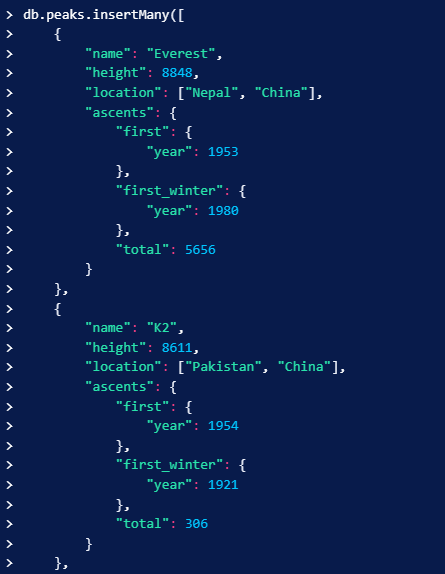 > db.peaks.insertMany([
>     {
>         "name": "Everest",
>         "height": 8848,
>         "location": ["Nepal", "China"],
>         "ascents": {
>             "first": {
>                 "year": 1953
>             },
>             "first_winter": {
>                 "year": 1980
>             },
>             "total": 5656
>         }
>     },
>     {
>         "name": "K2",
>         "height": 8611,
>         "location": ["Pakistan", "China"],
>         "ascents": {
>             "first": {
>                 "year": 1954
>             },
>             "first_winter": {
>                 "year": 1921
>             },
>             "total": 306
>         }
>     },